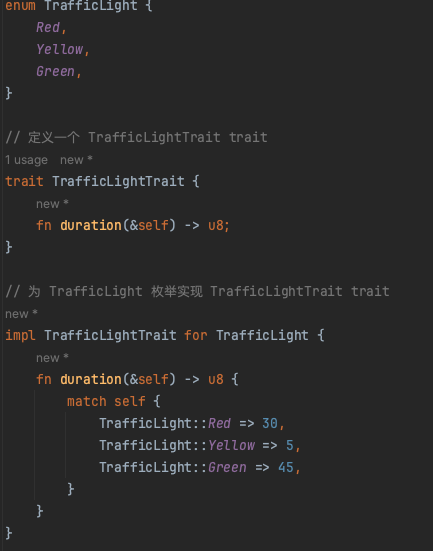 enum TrafficLight {
    Red,
    Yellow,
    Green,
}
// 定义一个 TrafficLightTrait trait
1 usage   new *
trait TrafficLightTrait {
    new *
    fn duration(&self) -> u8;
}
// 为 TrafficLight 枚举实现 TrafficLightTrait trait
new *
impl TrafficLightTrait for TrafficLight {
    new *
    fn duration(&self) -> u8 {
        match self {
            TrafficLight::Red => 30,
            TrafficLight::Yellow => 5,
            TrafficLight::Green => 45,
        }
    }
}